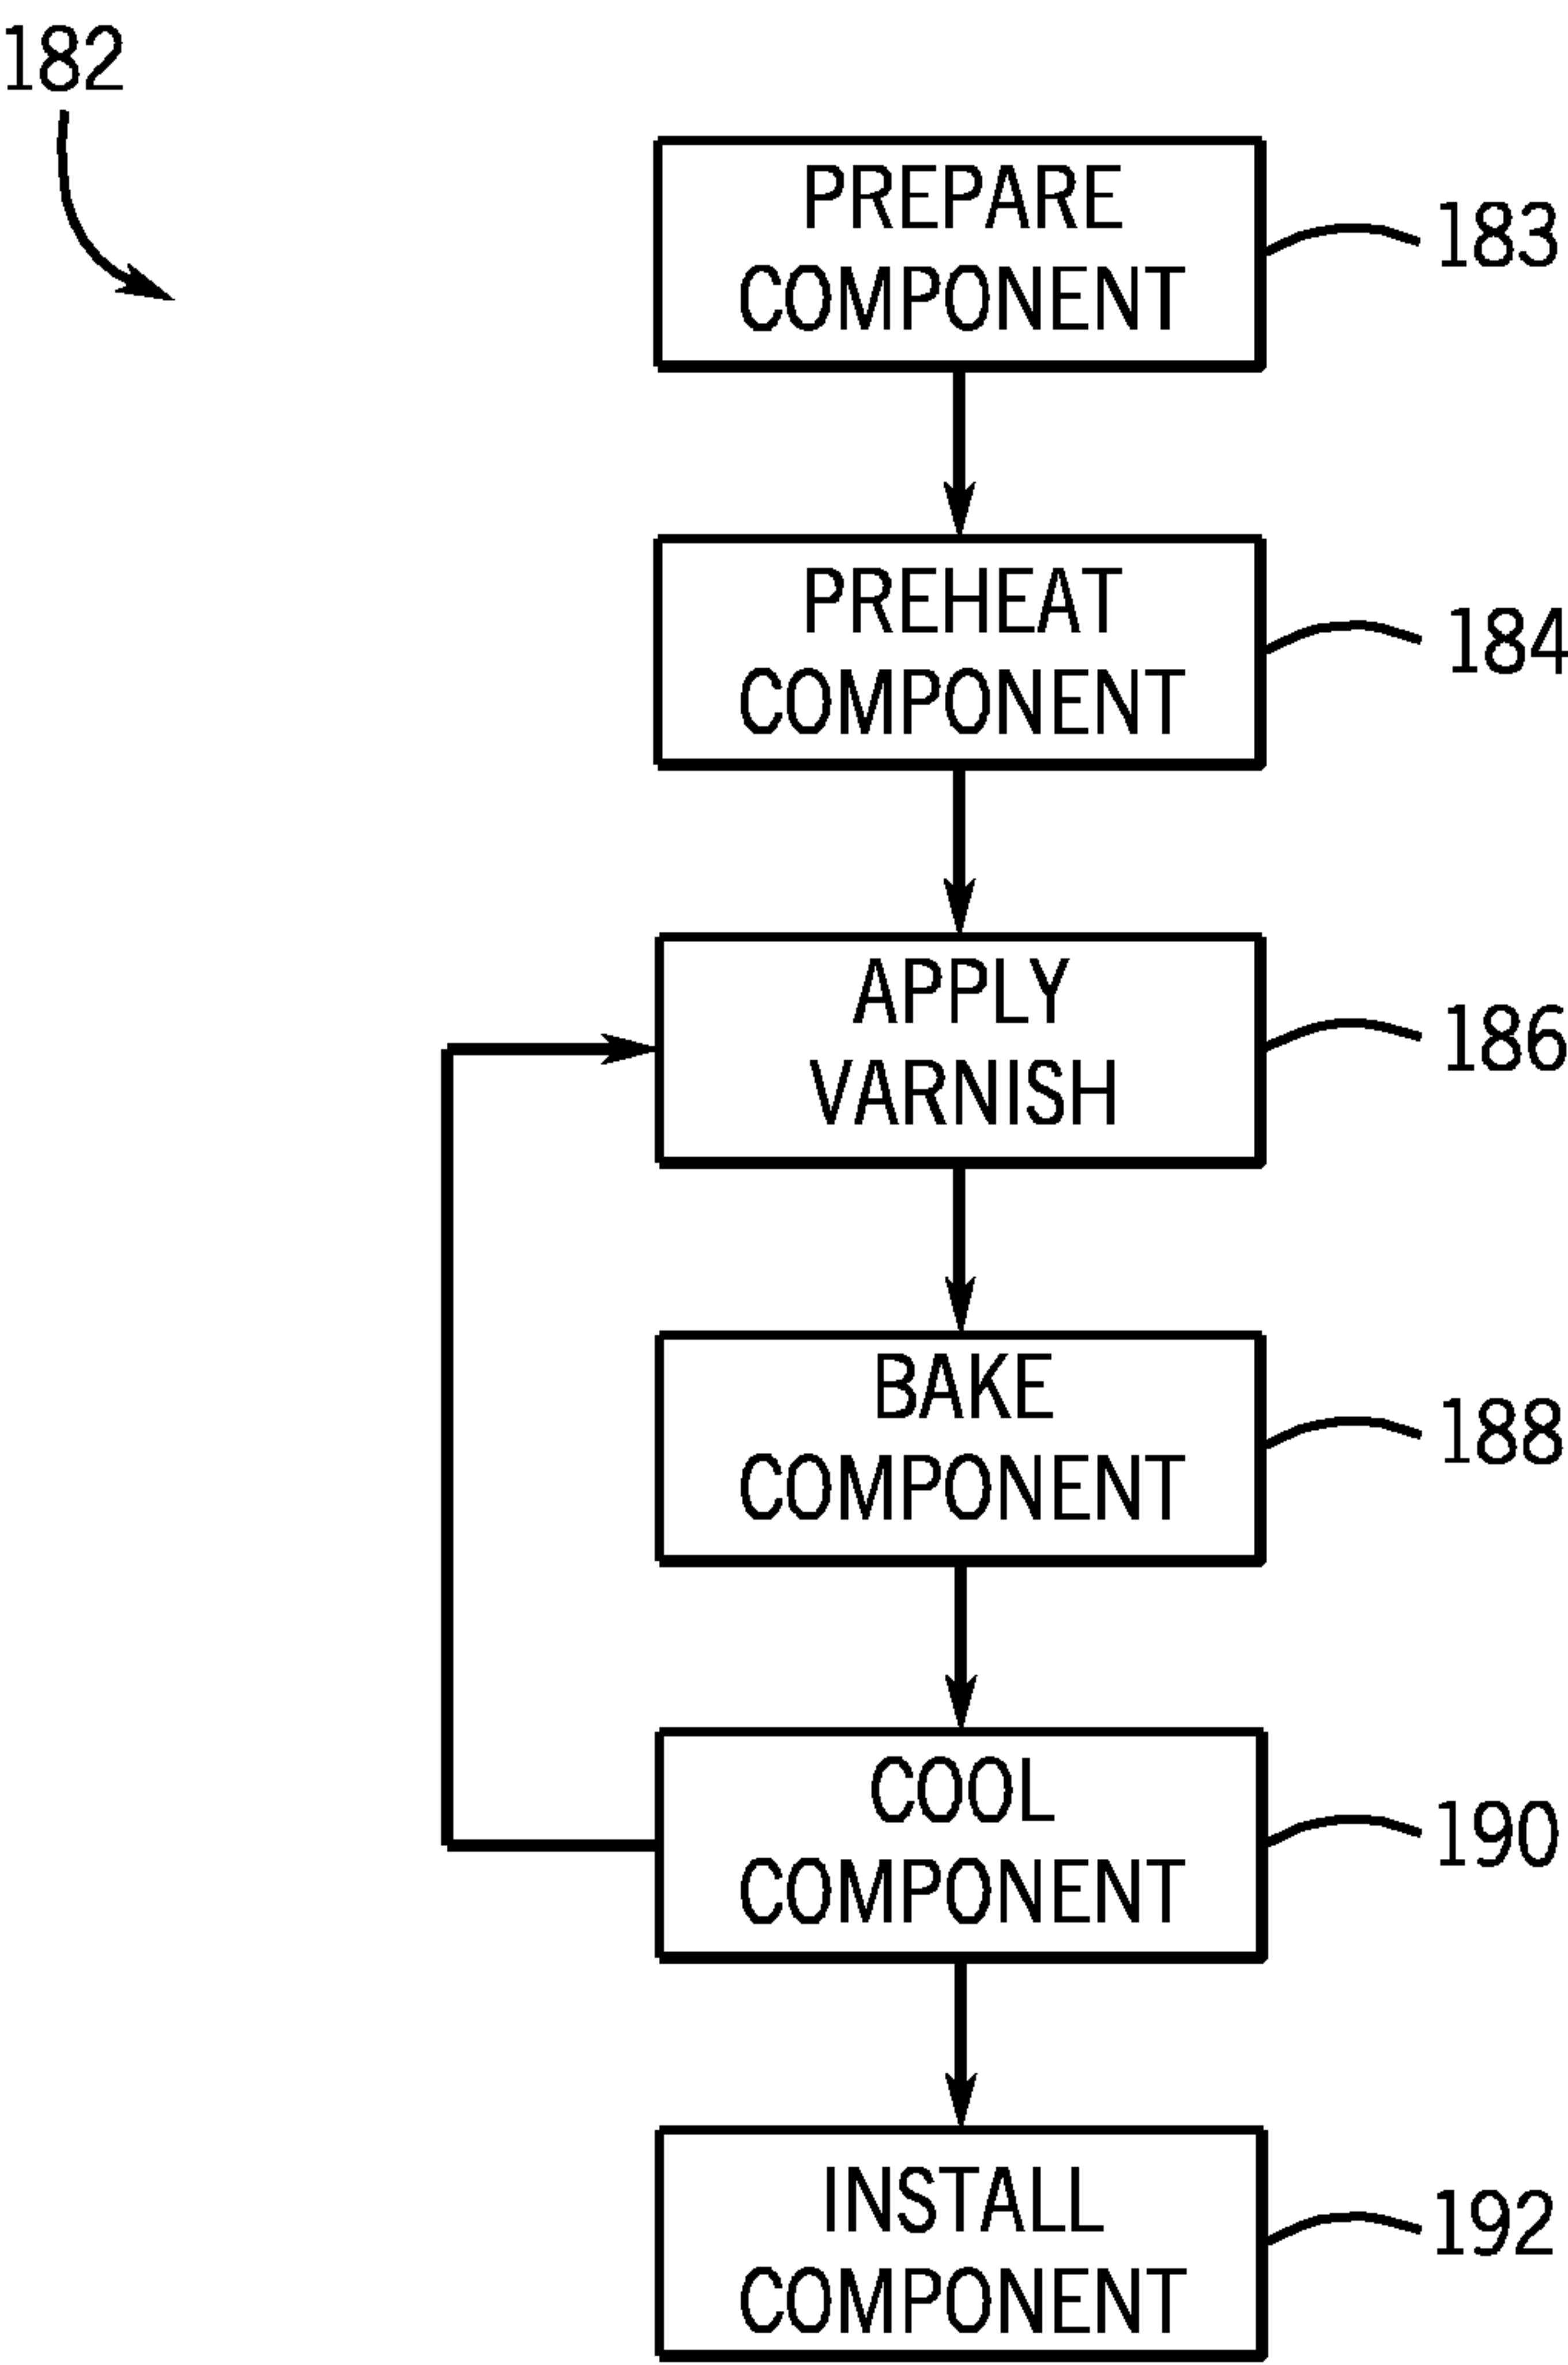 182
PREPARE
COMPONENT
183
PREHEAT
COMPONENT
184
APPLY
VARNISH
186
BAKE
COMPONENT
188
COOL
COMPONENT
190
INSTALL
COMPONENT
192